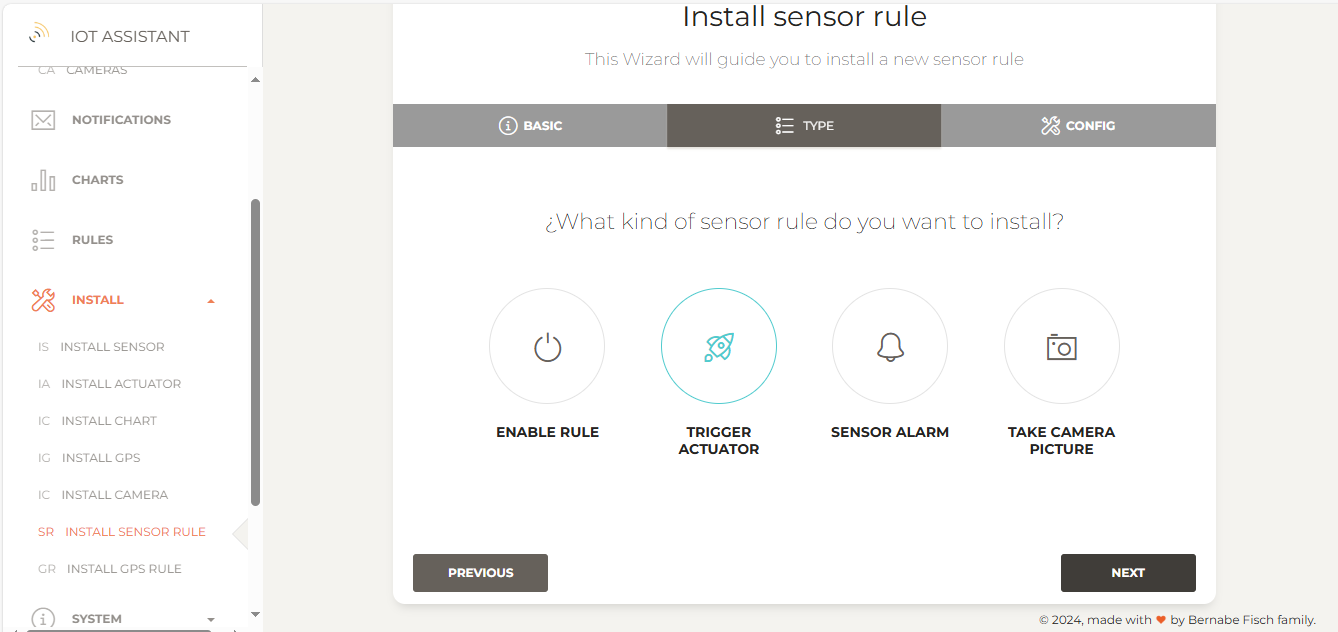 IOT ASSISTANT
CA CAMERAS
NOTIFICATIONS
CHARTS
RULES
INSTALL
IS INSTALL SENSOR
IA INSTALL ACTUATOR
IC INSTALL CHART
IG INSTALL GPS
IC INSTALL CAMERA
SR INSTALL SENSOR RULE
GR INSTALL GPS RULE
SYSTEM
Install sensor rule
This Wizard will guide you to install a new sensor rule
BASIC
TYPE
CONFIG
¿What kind of sensor rule do you want to install?
ENABLE RULE
TRIGGER
ACTUATOR
SENSOR ALARM
TAKE CAMERA
PICTURE
PREVIOUS
NEXT
© 2024, made with ❤ by Bernabe Fisch family.